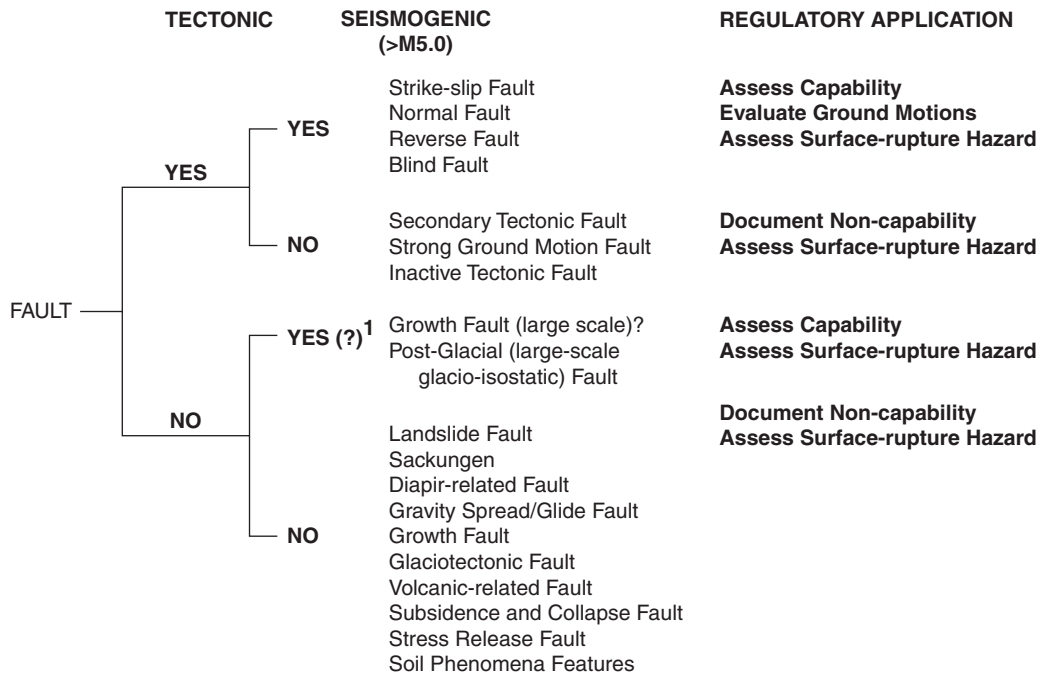 TECTONIC SEISMOGENIC REGULATORY APPLICATION
(>M5.0)
Strike-slip Fault Assess Capability
Normal Fault Evaluate Ground Motions
YES
Reverse Fault Assess Surface-rupture Hazard
Blind Fault
YES
Secondary Tectonic Fault Document Non-capability
NO Strong Ground Motion Fault Assess Surface-rupture Hazard
Inactive Tectonic Fault
FAULT
YES (?)1 Growth Fault (large scale)? Assess Capability
Post-Glacial (large-scale Assess Surface-rupture Hazard
glacio-isostatic) Fault
NO
Document Non-capability
Landslide Fault Assess Surface-rupture Hazard
Sackungen
Diapir-related Fault
Gravity Spread/Glide Fault
NO Growth Fault
Glaciotectonic Fault
Volcanic-related Fault
Subsidence and Collapse Fault
Stress Release Fault
Soil Phenomena Features